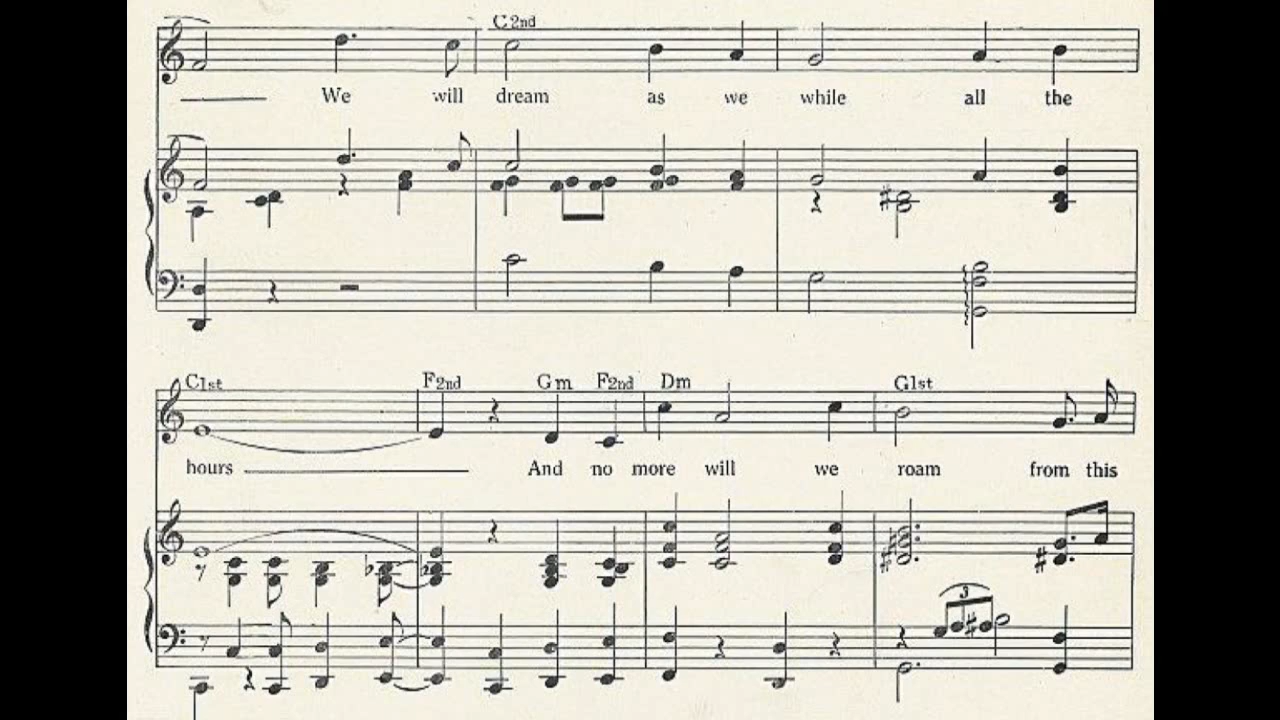 C2nd
We will dream as we while all the
C1st F2nd Gm F2nd Dm G1st
hours And no more will we roam from this
3